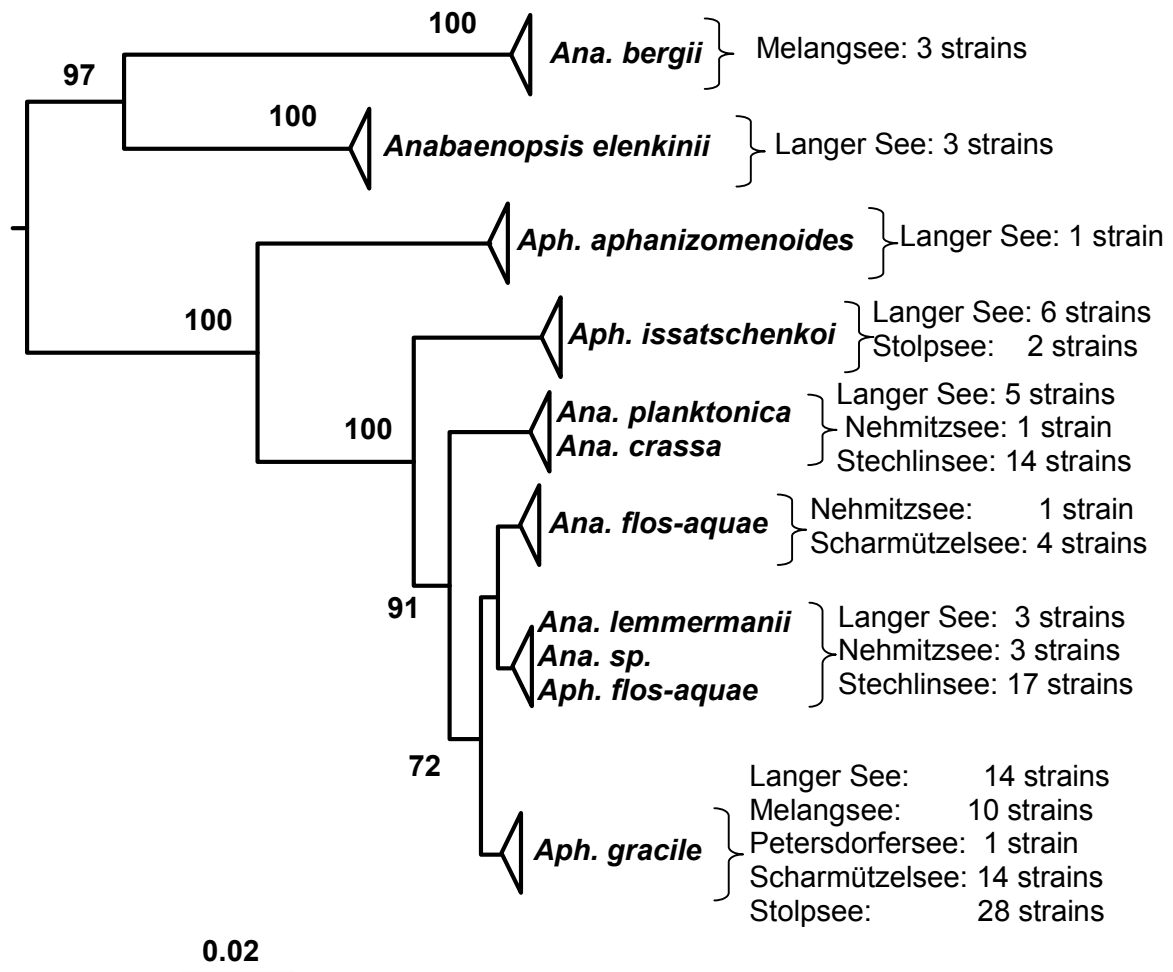 100
Ana. bergii
Melangsee: 3 strains
97
100
Anabaenopsis elenkinii
Langer See: 3 strains
Aph. aphanizomenoides
Langer See: 1 strain
100
Aph. issatschenkoi
Langer See: 6 strains
Stolpsee: 2 strains
100
Ana. planktonica
Ana. crassa
Langer See: 5 strains
Nehmitzsee: 1 strain
Stechlinsee: 14 strains
Ana. flos-aquae
Nehmitzsee: 1 strain
Scharmützelsee: 4 strains
91
Ana. lemmermanii
Ana. sp.
Aph. flos-aquae
Langer See: 3 strains
Nehmitzsee: 3 strains
Stechlinsee: 17 strains
72
Aph. gracile
Langer See: 14 strains
Melangsee: 10 strains
Petersdorfersee: 1 strain
Scharmützelsee: 14 strains
Stolpsee: 28 strains
0.02